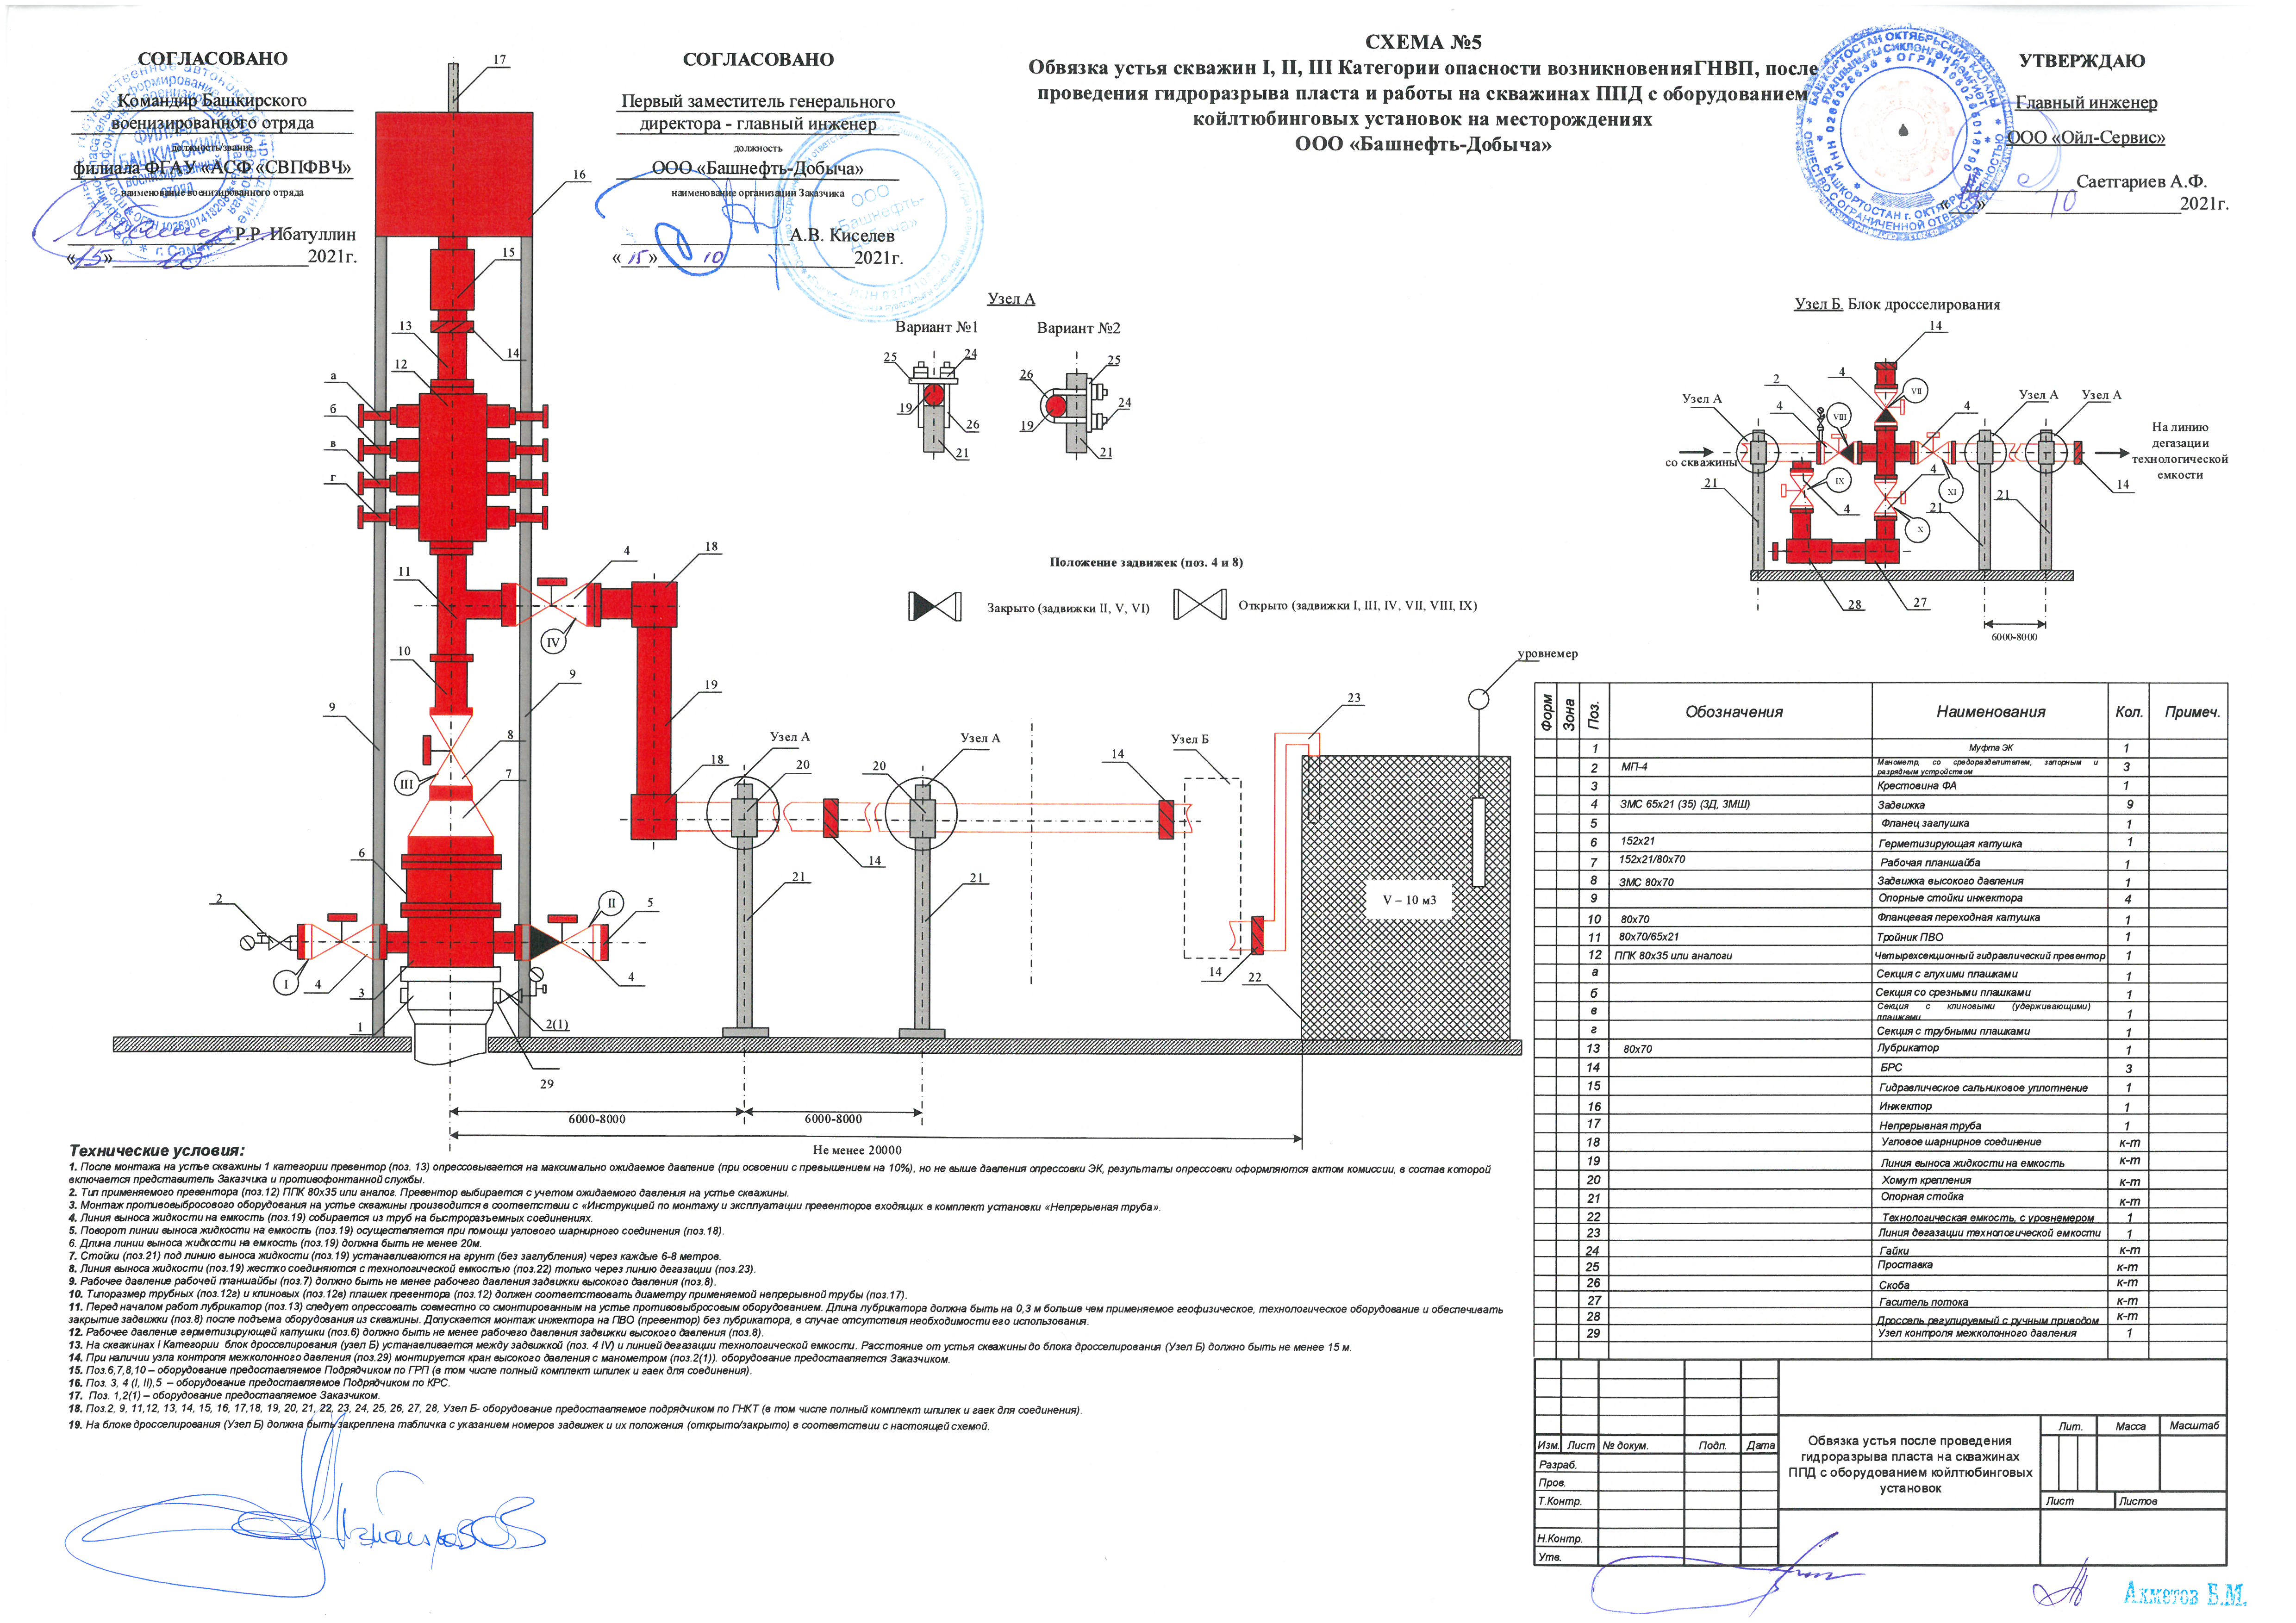 СОГЛАСОВАНО
Командир Башкирского
военизированного отряда
должность/звание
филиала ФГАУ «АСФ «СВПФВЧ»
наименование военизированного отряда
Р.Р. Ибатуллин
«15» 10 2021г.
СОГЛАСОВАНО
Первый заместитель генерального
директора - главный инженер
должность
ООО «Башнефть-Добыча»
наименование организации Заказчика
А.В. Киселев
«15» 10 2021г.
СХЕМА №5
Обвязка устья скважин I, II, III Категории опасности возникновенияГНВП, после
проведения гидроразрыва пласта и работы на скважинах ППД с оборудованием
койлтюбинговых установок на месторождениях
ООО «Башнефть-Добыча»
УТВЕРЖДАЮ
Главный инженер
ООО «Ойл-Сервис»
Саетгариев А.Ф.
10 2021г.
ФИЛИАЛ
БАШКИРСКИЙ
военизированный
отряд
г. Самара
ООО
«Башнефть-
Добыча»
17
16
15
13
14
12
а
б
в
г
11
4
18
IV
10
9
9
19
8
III
7
6
18
2
I
4
3
1
II
5
4
2(1)
29
Узел А
20
21
14
Узел А
20
21
14
Узел Б
14
22
23
уровнемер
V – 10 м3
6000-8000
6000-8000
Не менее 20000
Узел А
Вариант №1
Вариант №2
25
24
19
26
21
26
25
24
19
21
Положение задвижек (поз. 4 и 8)
Закрыто (задвижки II, V, VI)
Открыто (задвижки I, III, IV, VII, VIII, IX)
Узел Б. Блок дросселирования
14
2
4
VII
Узел А
4
VIII
4
Узел А
Узел А
со скважины
На линию
дегазации
технологической
емкости
21
IX
4
4
XI
X
21
21
14
28
27
6000-8000
Форм Зона Поз. Обозначения Наименования Кол. Примеч.
1 Муфта ЭК 1
2 МП-4 Манометр, со средоразделителем, запорным и разрядным устройством 3
3 Крестовина ФА 1
4 ЗМС 65х21 (35) (ЗД, ЗМШ) Задвижка 9
5 Фланец заглушка 1
6 152х21 Герметизирующая катушка 1
7 152х21/80х70 Рабочая планшайба 1
8 ЗМС 80х70 Задвижка высокого давления 1
9 Опорные стойки инжектора 4
10 80х70 Фланцевая переходная катушка 1
11 80х70/65х21 Тройник ПВО 1
12 ППК 80х35 или аналоги Четырехсекционный гидравлический превентор 1
а Секция с глухими плашками 1
б Секция со срезными плашками 1
в Секция с клиновыми (удерживающими) плашками 1
г Секция с трубными плашками 1
13 80х70 Лубрикатор 1
14 БРС 3
15 Гидравлическое сальниковое уплотнение 1
16 Инжектор 1
17 Непрерывная труба 1
18 Угловое шарнирное соединение к-т
19 Линия выноса жидкости на емкость к-т
20 Хомут крепления к-т
21 Опорная стойка к-т
22 Технологическая емкость, с уровнемером 1
23 Линия дегазации технологической емкости 1
24 Гайки к-т
25 Проставка к-т
26 Скоба к-т
27 Гаситель потока к-т
28 Дроссель регулируемый с ручным приводом к-т
29 Узел контроля межколонного давления 1
Изм. Лист № докум. Подп. Дата
Разраб.
Пров.
Т.Контр.
Н.Контр.
Утв.
Обвязка устья после проведения
гидроразрыва пласта на скважинах
ППД с оборудованием койлтюбинговых
установок
Лит. Масса Масштаб
Лист Листов
Технические условия:
1. После монтажа на устье скважины 1 категории превентор (поз. 13) опрессовывается на максимально ожидаемое давление (при освоении с превышением на 10%), но не выше давления опрессовки ЭК, результаты опрессовки оформляются актом комиссии, в состав которой
включается представитель Заказчика и противофонтанной службы.
2. Тип применяемого превентора (поз.12) ППК 80х35 или аналог. Превентор выбирается с учетом ожидаемого давления на устье скважины.
3. Монтаж противовыбросового оборудования на устье скважины производится в соответствии с «Инструкцией по монтажу и эксплуатации превенторов входящих в комплект установки «Непрерывная труба».
4. Линия выноса жидкости на емкость (поз.19) собирается из труб на быстроразъемных соединениях.
5. Поворот линии выноса жидкости на емкость (поз.19) осуществляется при помощи углового шарнирного соединения (поз.18).
6. Длина линии выноса жидкости на емкость (поз.19) должна быть не менее 20м.
7. Стойки (поз.21) под линию выноса жидкости (поз.19) устанавливаются на грунт (без заглубления) через каждые 6-8 метров.
8. Линия выноса жидкости (поз.19) жестко соединяются с технологической емкостью (поз.22) только через линию дегазации (поз.23).
9. Рабочее давление рабочей планшайбы (поз.7) должно быть не менее рабочего давления задвижки высокого давления (поз.8).
10. Типоразмер трубных (поз.12г) и клиновых (поз.12в) плашек превентора (поз.12) должен соответствовать диаметру применяемой непрерывной трубы (поз.17).
11. Перед началом работ лубрикатор (поз.13) следует опрессовать совместно со смонтированным на устье противовыбросовым оборудованием. Длина лубрикатора должна быть на 0,3 м больше чем применяемое геофизическое, технологическое оборудование и обеспечивать
закрытие задвижки (поз.8) после подъема оборудования из скважины. Допускается монтаж инжектора на ПВО (превентор) без лубрикатора, в случае отсутствия необходимости его использования.
12. Рабочее давление герметизирующей катушки (поз.6) должно быть не менее рабочего давления задвижки высокого давления (поз.8).
13. На скважинах I Категории блок дросселирования (узел Б) устанавливается между задвижкой (поз. 4 IV) и линией дегазации технологической емкости. Расстояние от устья скважины до блока дросселирования (Узел Б) должно быть не менее 15 м.
14. При наличии узла контроля межколонного давления (поз.29) монтируется кран высокого давления с манометром (поз.2(1)). оборудование предоставляется Заказчиком.
15. Поз.6,7,8,10 – оборудование предоставляемое Подрядчиком по ГРП (в том числе полный комплект шпилек и гаек для соединения).
16. Поз. 3, 4 (I, II),5 – оборудование предоставляемое Подрядчиком по КРС.
17. Поз. 1,2(1) – оборудование предоставляемое Заказчиком.
18. Поз.2, 9, 11,12, 13, 14, 15, 16, 17,18, 19, 20, 21, 22, 23, 24, 25, 26, 27, 28, Узел Б- оборудование предоставляемое подрядчиком по ГНКТ (в том числе полный комплект шпилек и гаек для соединения).
19. На блоке дросселирования (Узел Б) должна быть закреплена табличка с указанием номеров задвижек и их положения (открыто/закрыто) в соответствии с настоящей схемой.
Ахметов Б.М.